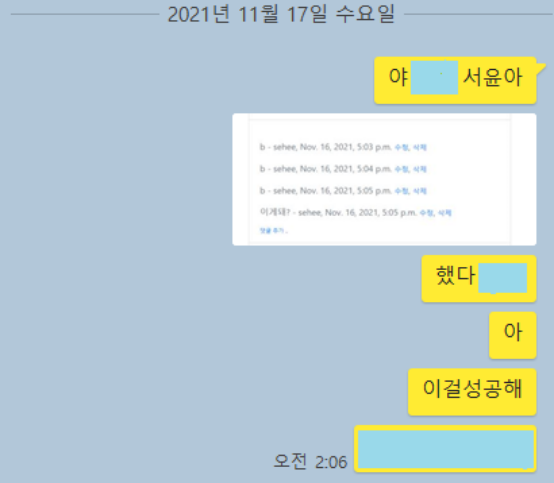 2021년 11월 17일 수요일
야 서윤아
b - sehee, Nov. 16, 2021, 5:03 p.m. 수정, 삭제
b - sehee, Nov. 16, 2021, 5:04 p.m. 수정, 삭제
b - sehee, Nov. 16, 2021, 5:05 p.m. 수정, 삭제
이게돼? - sehee, Nov. 16, 2021, 5:05 p.m. 수정, 삭제
댓글 추가..
했다
아
이걸성공해
오전 2:06